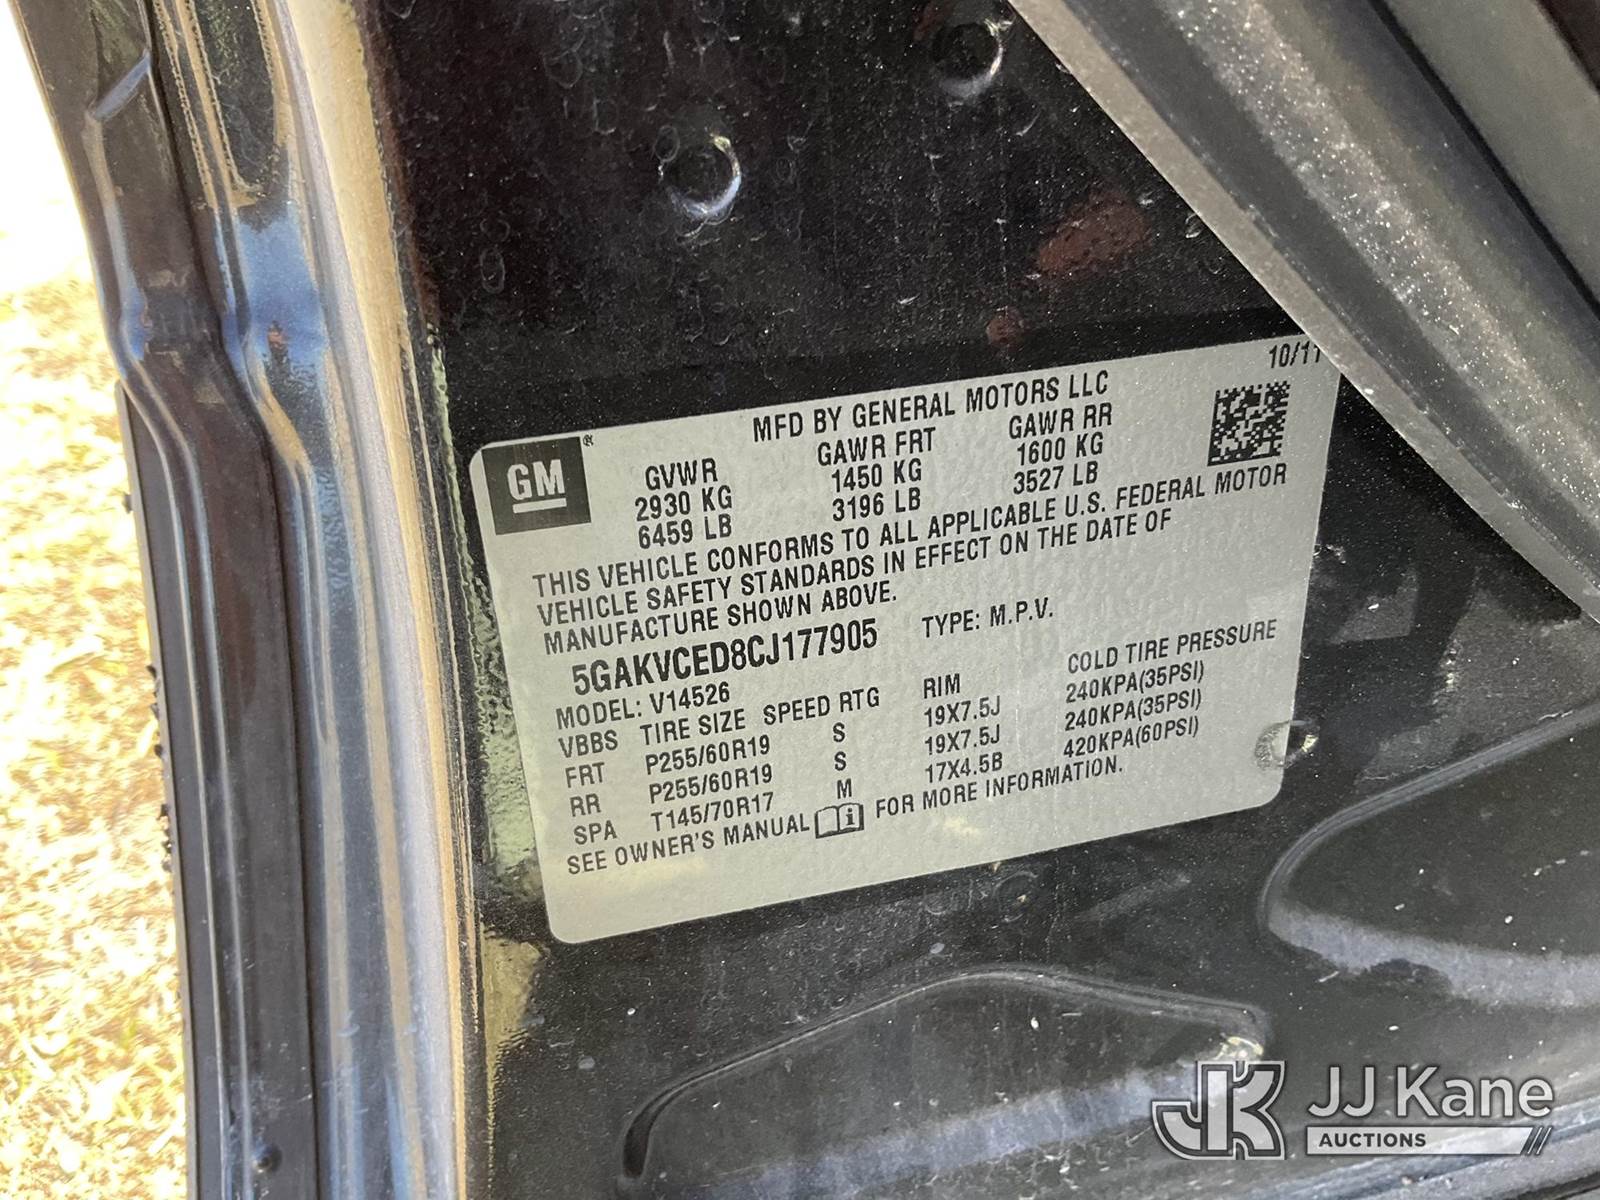 10/11
MFD BY GENERAL MOTORS LLC
GM®
GVWR GAWR FRT GAWR RR
2930 KG 1450 KG 1600 KG
6459 LB 3196 LB 3527 LB
THIS VEHICLE CONFORMS TO ALL APPLICABLE U.S. FEDERAL MOTOR
VEHICLE SAFETY STANDARDS IN EFFECT ON THE DATE OF
MANUFACTURE SHOWN ABOVE.
5GAKVCED8CJ177905 TYPE: M.P.V.
MODEL: V14526
VBBS TIRE SIZE SPEED RTG RIM COLD TIRE PRESSURE
FRT P255/60R19 S 19X7.5J 240KPA(35PSI)
RR P255/60R19 S 19X7.5J 240KPA(35PSI)
SPA T145/70R17 M 17X4.5B 420KPA(60PSI)
SEE OWNER'S MANUAL i FOR MORE INFORMATION.
JK JJ Kane
AUCTIONS